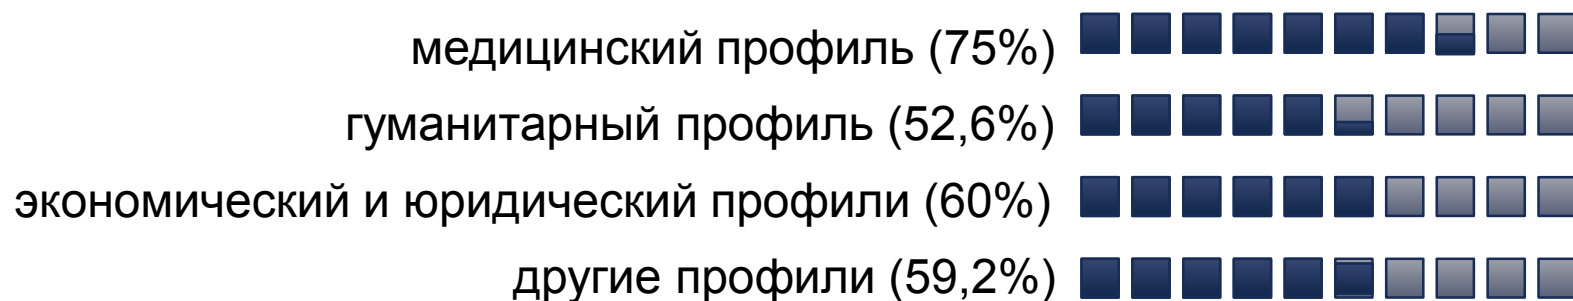 медицинский профиль (75%)
гуманитарный профиль (52,6%)
экономический и юридический профили (60%)
другие профили (59,2%)